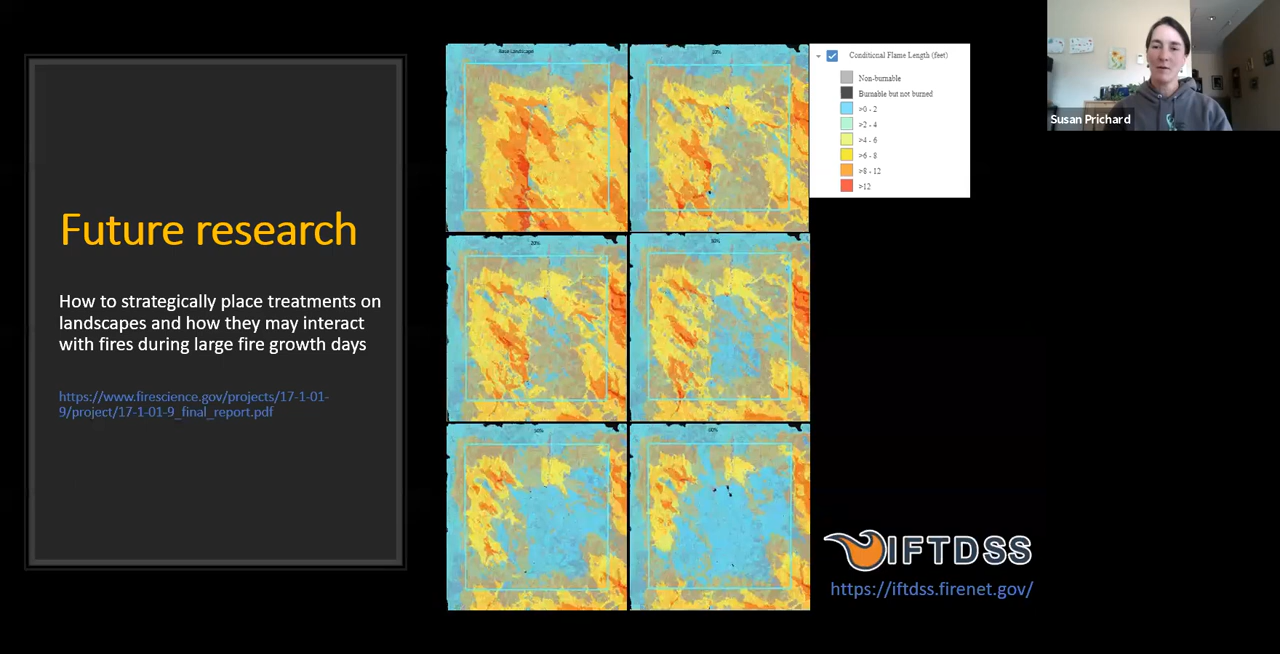 Future research
How to strategically place treatments on
landscapes and how they may interact
with fires during large fire growth days
https://www.firescience.gov/projects/17-1-01-
9/project/17-1-01-9_final_report.pdf
Base Landscape
20%
Conditional Flame Length (feet)
Non-burnable
Burnable but not burned
>0 - 2
>2 - 4
>4 - 6
>6 - 8
>8 - 12
>12
Susan Prichard
IFTDSS
https://iftdss.firenet.gov/